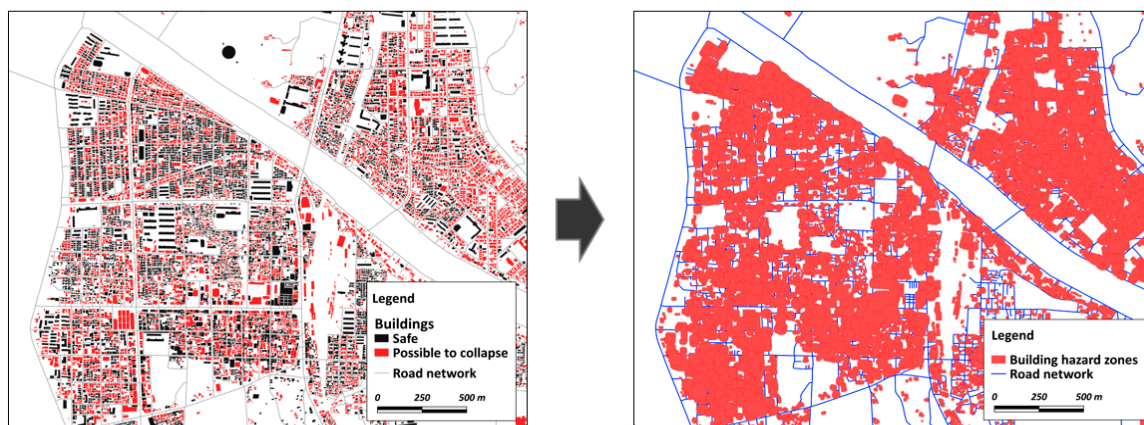 Legend
Buildings
Safe
Possible to collapse
Road network
0 250 500 m
Legend
Building hazard zones
Road network
0 250 500 m